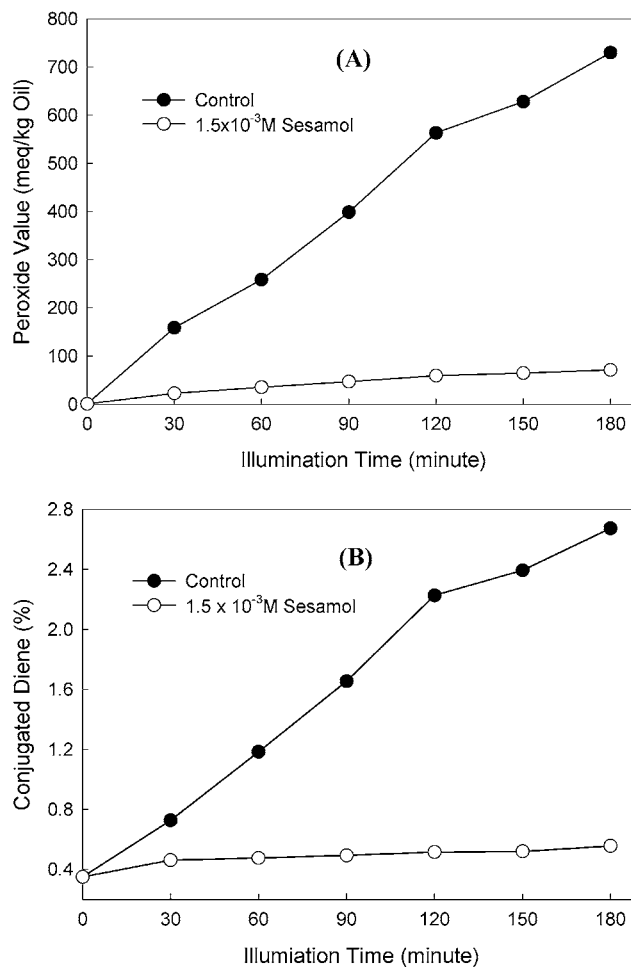 (A)
Control
1.5x10⁻³M Sesamol
Peroxide Value (meq/kg Oil)
800
700
600
500
400
300
200
100
0
0 30 60 90 120 150 180
Illumination Time (minute)
(B)
Control
1.5 x 10⁻³M Sesamol
Conjugated Diene (%)
2.8
2.4
2.0
1.6
1.2
0.8
0.4
0 30 60 90 120 150 180
Illumiation Time (minute)